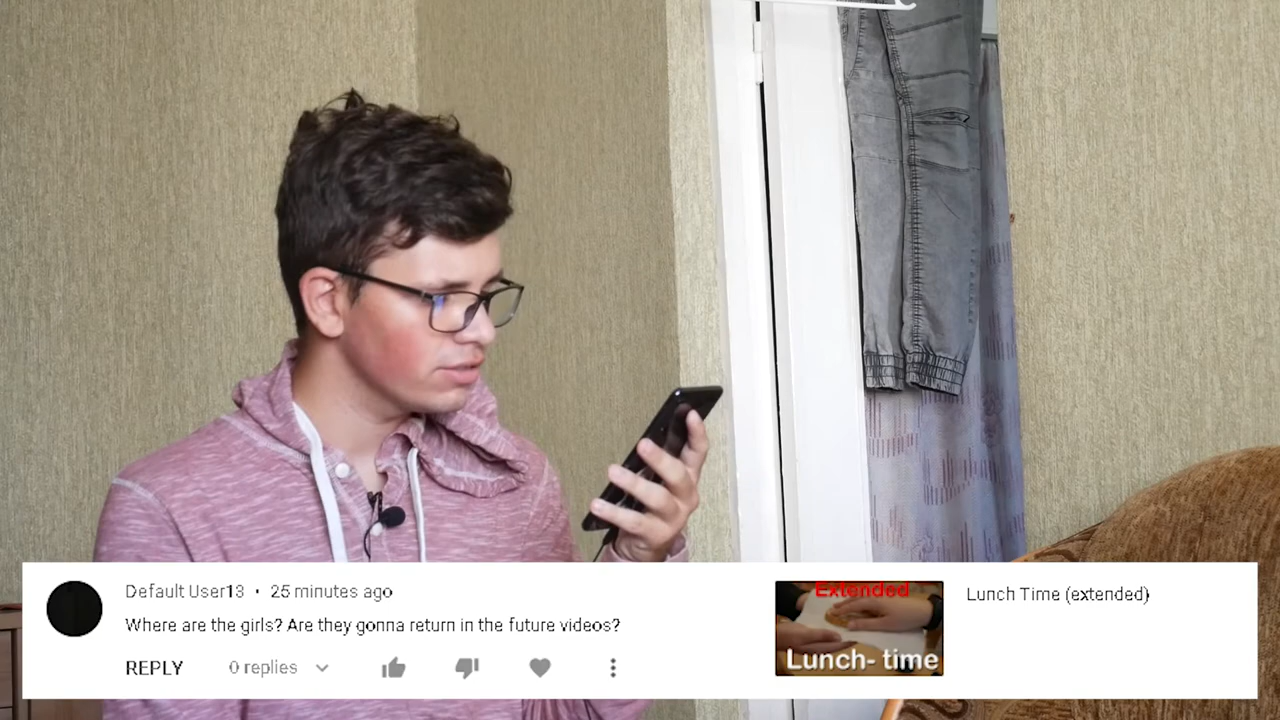 Default User13 • 25 minutes ago
Where are the girls? Are they gonna return in the future videos?
REPLY 0 replies
Extended
Lunch- time
Lunch Time (extended)